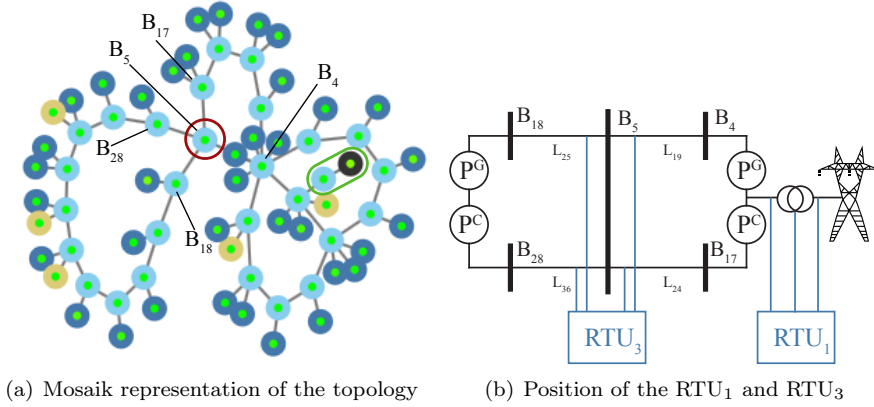 B₁₇
B₅
B₄
B₂₈
B₁₈
B₁₈ B₅ B₄
L₂₅ L₁₉
Pᴳ Pᴳ
Pᶜ Pᶜ
B₂₈ B₁₇
L₃₆ L₂₄
RTU₃ RTU₁
(a) Mosaik representation of the topology
(b) Position of the RTU₁ and RTU₃